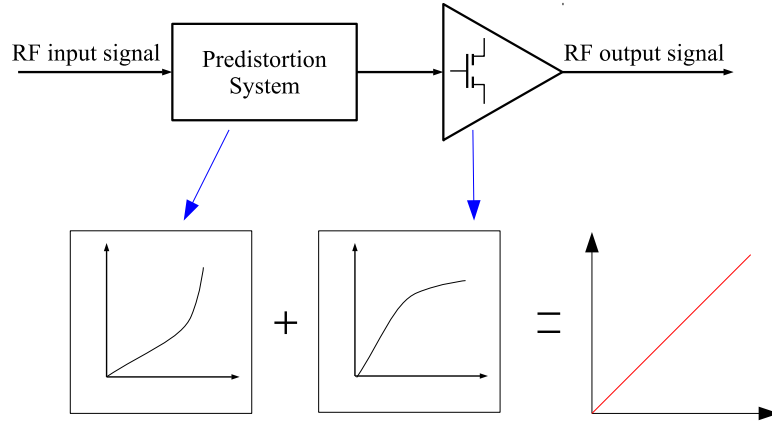 RF input signal
Predistortion
System
RF output signal
+
=